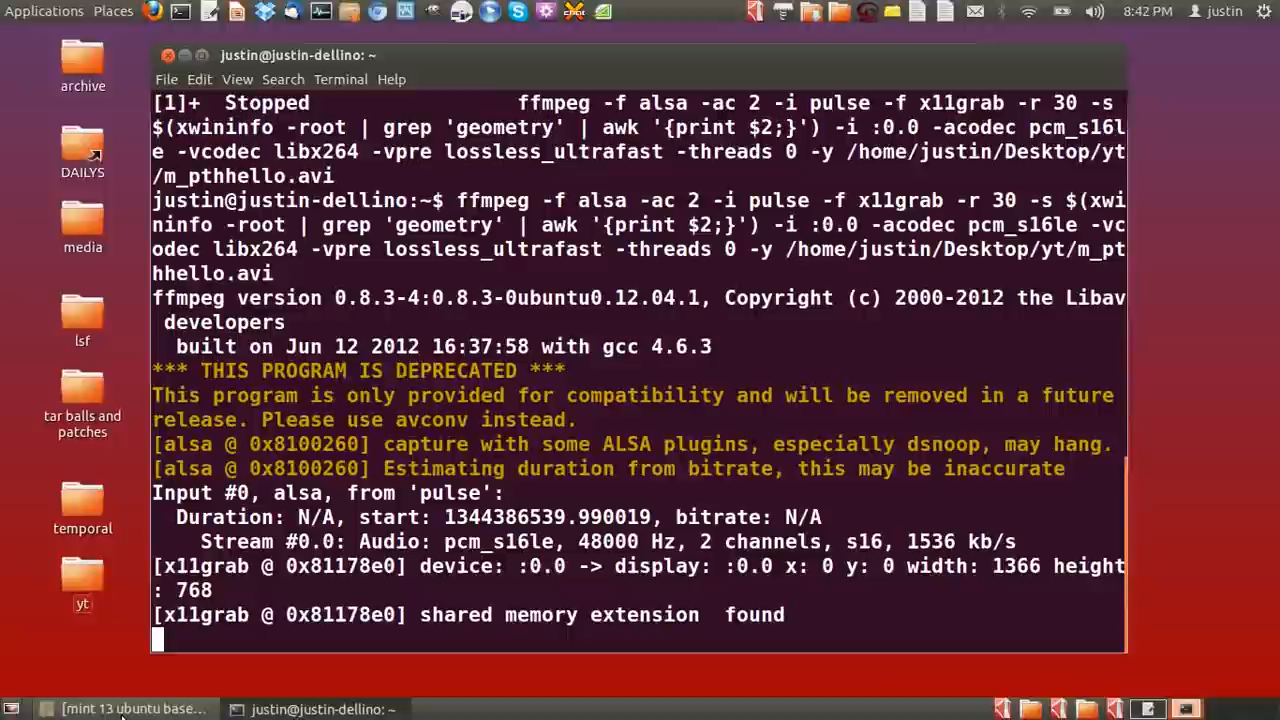 Applications Places
8:42 PM justin
justin@justin-dellino: ~
File Edit View Search Terminal Help
[1]+  Stopped                 ffmpeg -f alsa -ac 2 -i pulse -f x11grab -r 30 -s
$(xwininfo -root | grep 'geometry' | awk '{print $2;}') -i :0.0 -acodec pcm_s16l
e -vcodec libx264 -vpre lossless_ultrafast -threads 0 -y /home/justin/Desktop/yt
/m_pthhello.avi
justin@justin-dellino:~$ ffmpeg -f alsa -ac 2 -i pulse -f x11grab -r 30 -s $(xwi
ninfo -root | grep 'geometry' | awk '{print $2;}') -i :0.0 -acodec pcm_s16le -vc
odec libx264 -vpre lossless_ultrafast -threads 0 -y /home/justin/Desktop/yt/m_pt
hhello.avi
ffmpeg version 0.8.3-4:0.8.3-0ubuntu0.12.04.1, Copyright (c) 2000-2012 the Libav
 developers
  built on Jun 12 2012 16:37:58 with gcc 4.6.3
*** THIS PROGRAM IS DEPRECATED ***
This program is only provided for compatibility and will be removed in a future
release. Please use avconv instead.
[alsa @ 0x8100260] capture with some ALSA plugins, especially dsnoop, may hang.
[alsa @ 0x8100260] Estimating duration from bitrate, this may be inaccurate
Input #0, alsa, from 'pulse':
  Duration: N/A, start: 1344386539.990019, bitrate: N/A
    Stream #0.0: Audio: pcm_s16le, 48000 Hz, 2 channels, s16, 1536 kb/s
[x11grab @ 0x81178e0] device: :0.0 -> display: :0.0 x: 0 y: 0 width: 1366 height
: 768
[x11grab @ 0x81178e0] shared memory extension  found
archive
DAILYS
media
lsf
tar balls and
patches
temporal
yt
[mint 13 ubuntu base...
justin@justin-dellino: ~